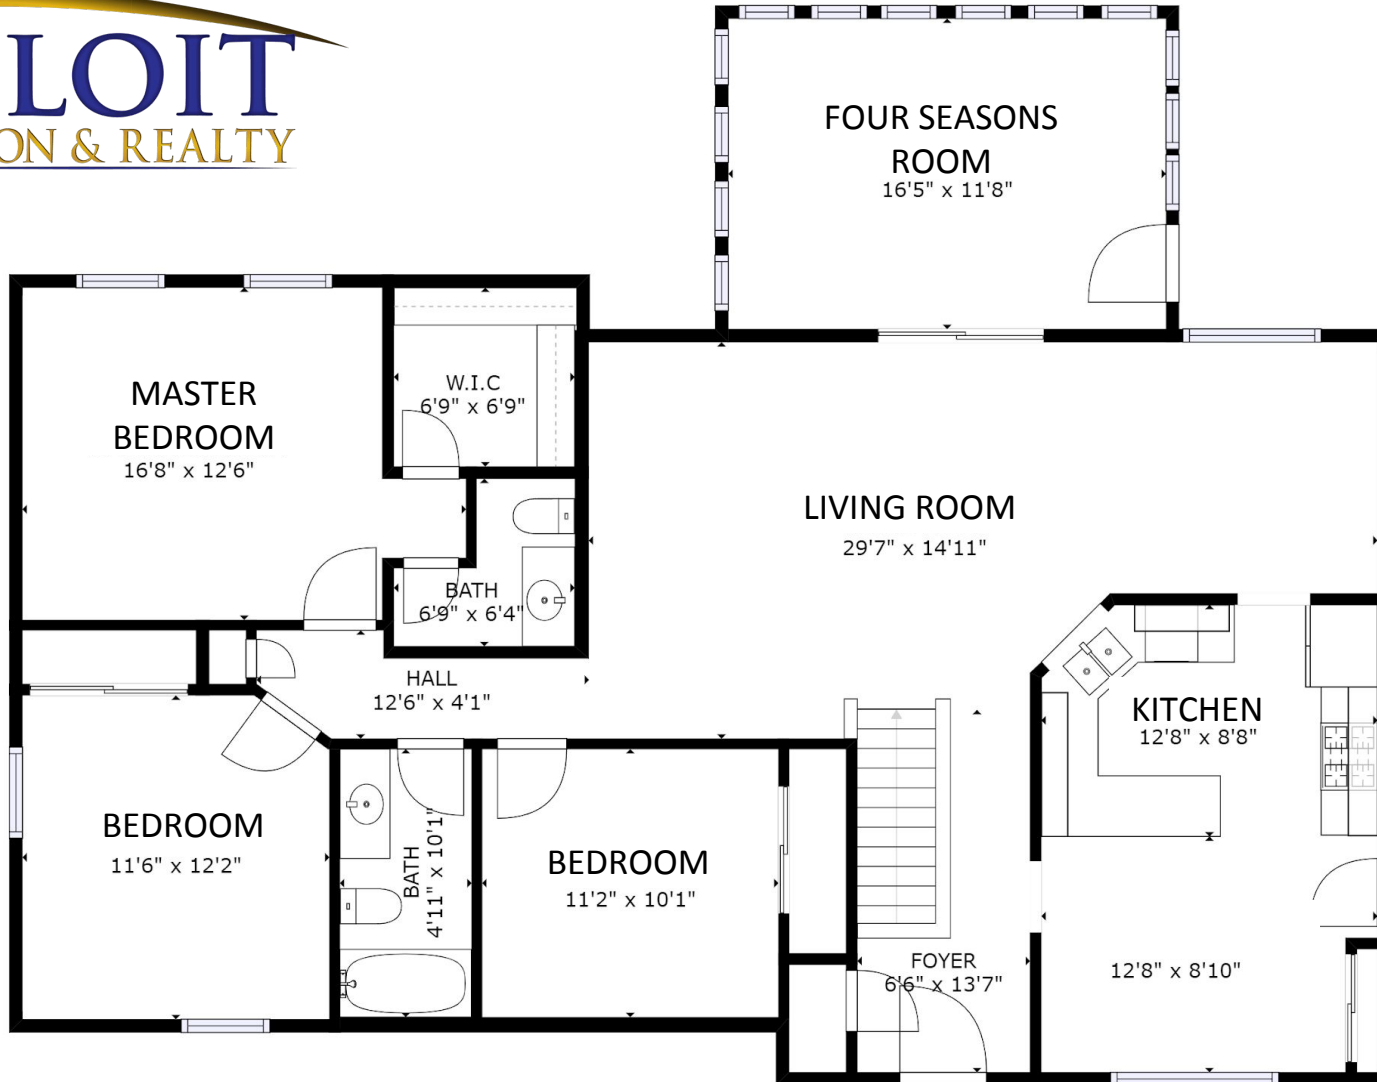 LOIT
ON & REALTY
FOUR SEASONS
ROOM
16'5" x 11'8"
MASTER
BEDROOM
16'8" x 12'6"
W.I.C
6'9" x 6'9"
LIVING ROOM
29'7" x 14'11"
BATH
6'9" x 6'4"
HALL
12'6" x 4'1"
KITCHEN
12'8" x 8'8"
BEDROOM
11'6" x 12'2"
BATH
4'11" x 10'1"
BEDROOM
11'2" x 10'1"
FOYER
6'6" x 13'7"
12'8" x 8'10"